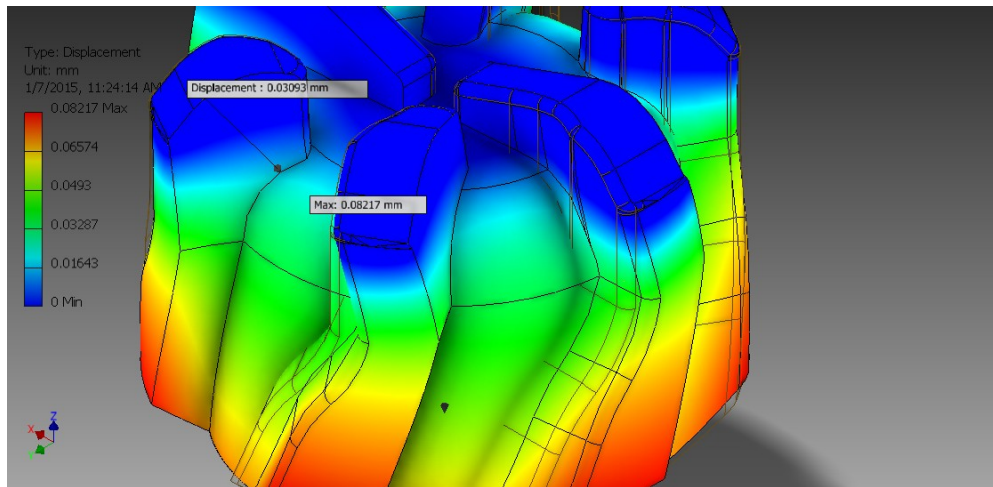 Type: Displacement
Unit: mm
1/7/2015, 11:24:14 AM
Displacement : 0.03093 mm
0.08217 Max
0.06574
0.0493
0.03287
0.01643
0 Min
Max: 0.08217 mm
Z
X